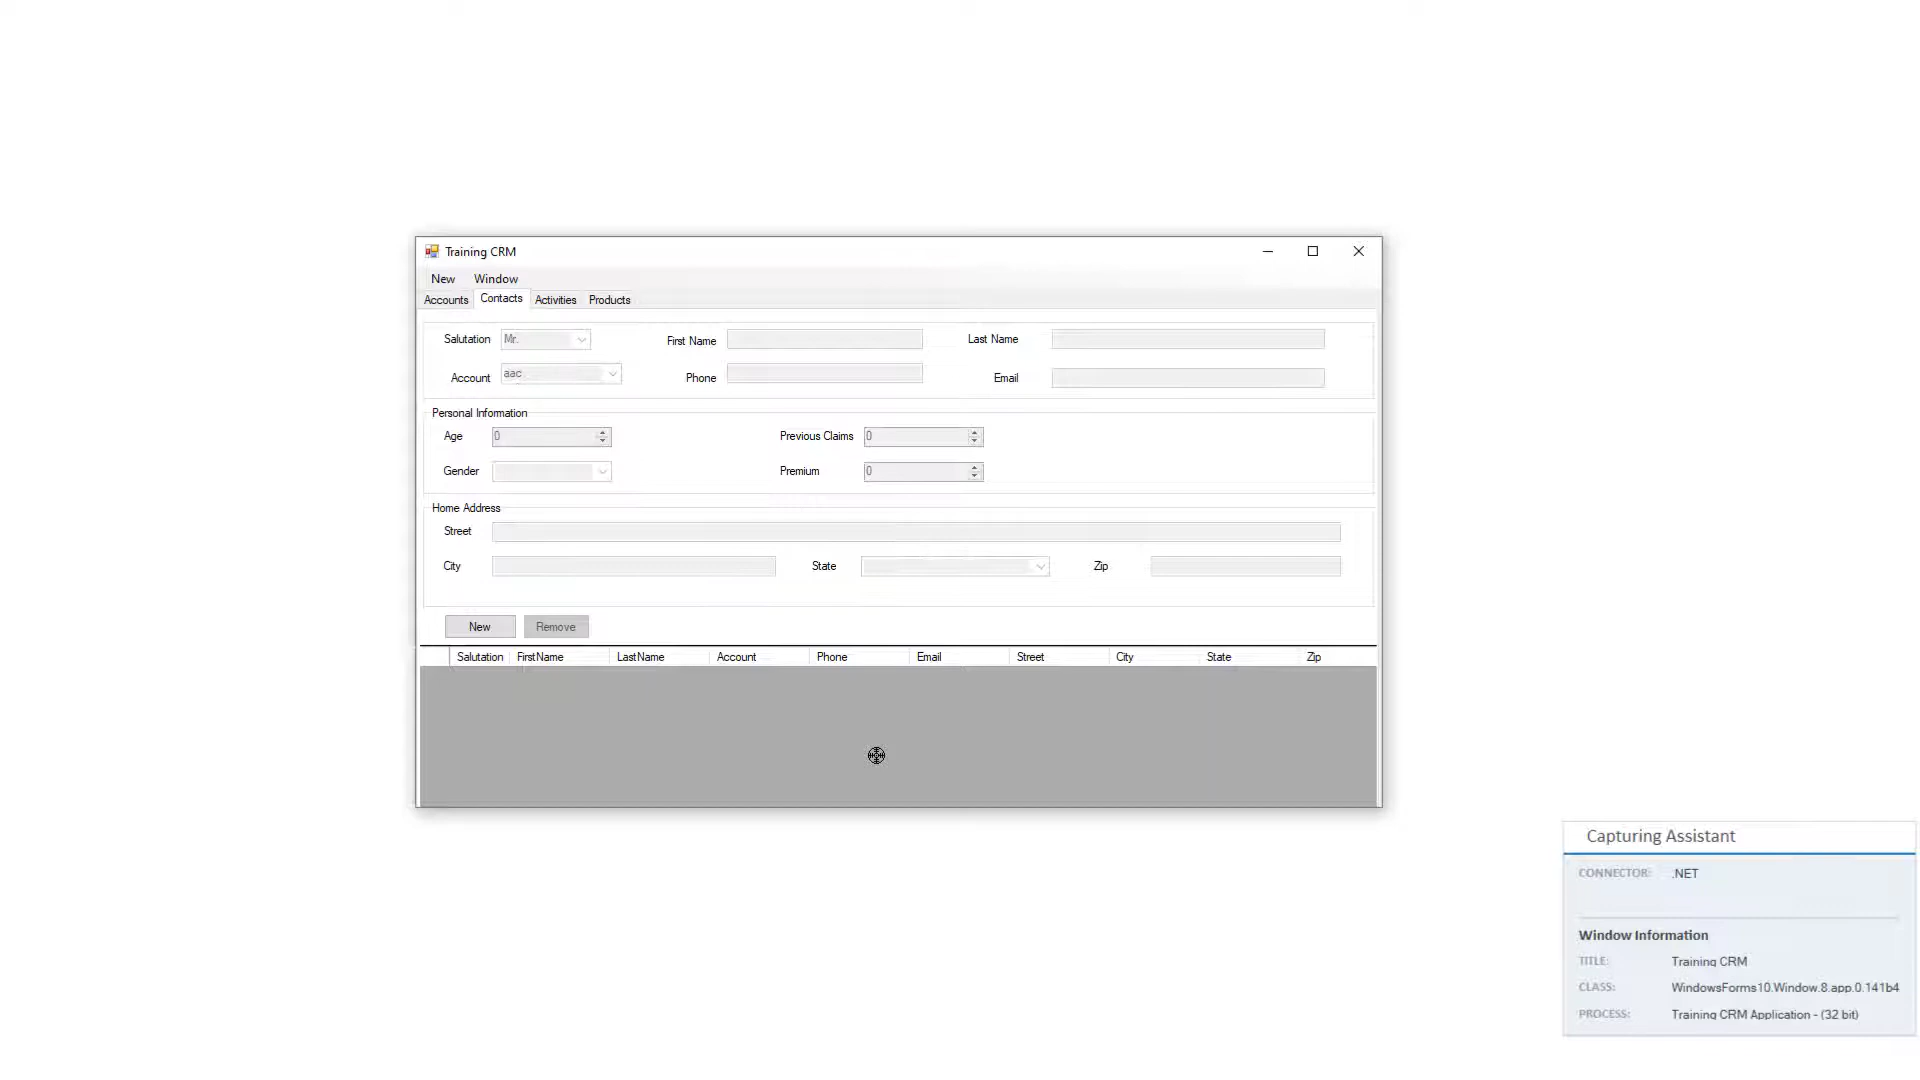 Training CRM
New Window
Accounts Contacts Activities Products
Salutation Mr. First Name Last Name
Account aac Phone Email
Personal Information
Age 0 Previous Claims 0
Gender Premium 0
Home Address
Street
City State Zip
New Remove
Salutation FirstName LastName Account Phone Email Street City State Zip
Capturing Assistant
CONNECTOR: .NET
Window Information
TITLE: Training CRM
CLASS: WindowsForms10.Window.8.app.0.141b4
PROCESS: Training CRM Application - (32 bit)